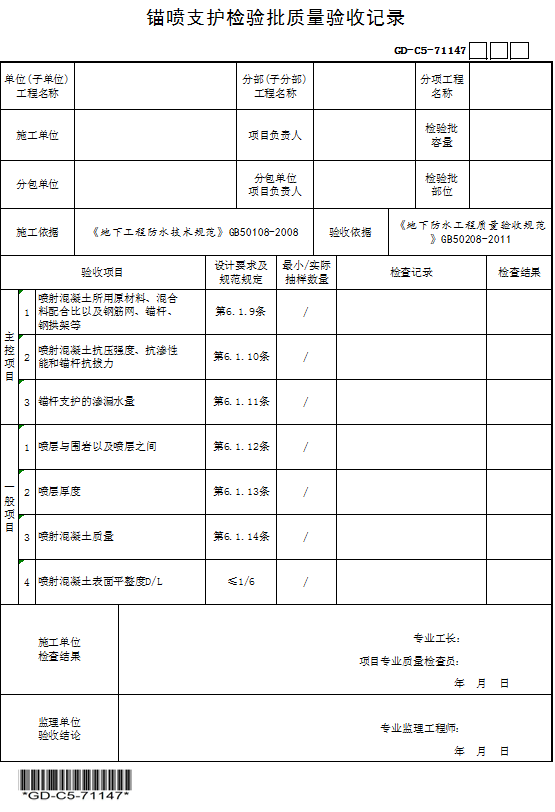 锚喷支护检验批质量验收记录
GD-C5-71147
单位(子单位)
工程名称
分部(子分部)
工程名称
分项工程
名称
施工单位
项目负责人
检验批
容量
分包单位
分包单位
项目负责人
检验批
部位
施工依据
《地下工程防水技术规范》GB50108-2008
验收依据
《地下防水工程质量验收规范
》GB50208-2011
验收项目
设计要求及
规范规定
最小/实际
抽样数量
检查记录
检查结果
主控项目
1
喷射混凝土所用原材料、混合
料配合比以及钢筋网、锚杆、
钢拱架等
第6.1.9条
/
2
喷射混凝土抗压强度、抗渗性
能和锚杆抗拔力
第6.1.10条
/
3
锚杆支护的渗漏水量
第6.1.11条
/
一般项目
1
喷层与围岩以及喷层之间
第6.1.12条
/
2
喷层厚度
第6.1.13条
/
3
喷射混凝土质量
第6.1.14条
/
4
喷射混凝土表面平整度D/L
≤1/6
/
施工单位
检查结果
专业工长:
项目专业质量检查员:
年 月 日
监理单位
验收结论
专业监理工程师:
年 月 日
*GD-C5-71147*